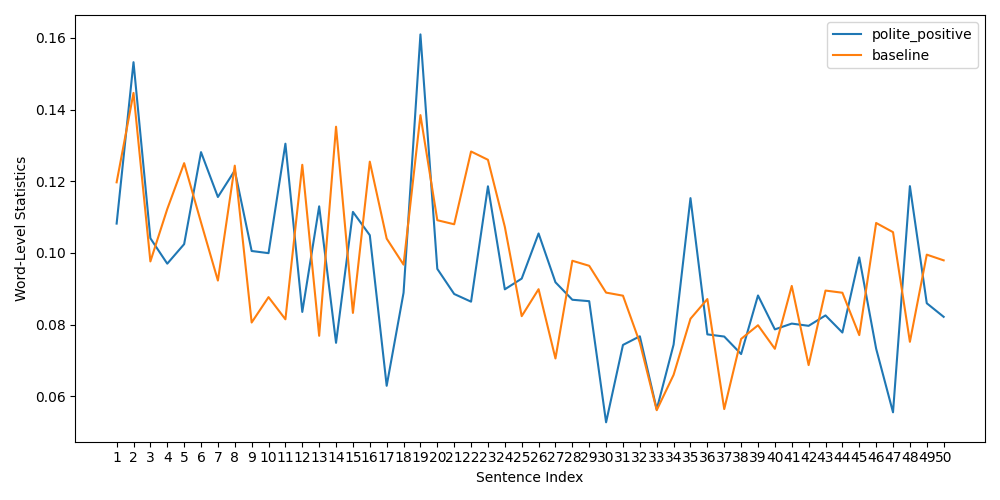 polite_positive
baseline
0.16
0.14
0.12
0.10
0.08
0.06
Word-Level Statistics
1 2 3 4 5 6 7 8 9 10 11 12 13 14 15 16 17 18 19 20 21 22 23 24 25 26 27 28 29 30 31 32 33 34 35 36 37 38 39 40 41 42 43 44 45 46 47 48 49 50
Sentence Index